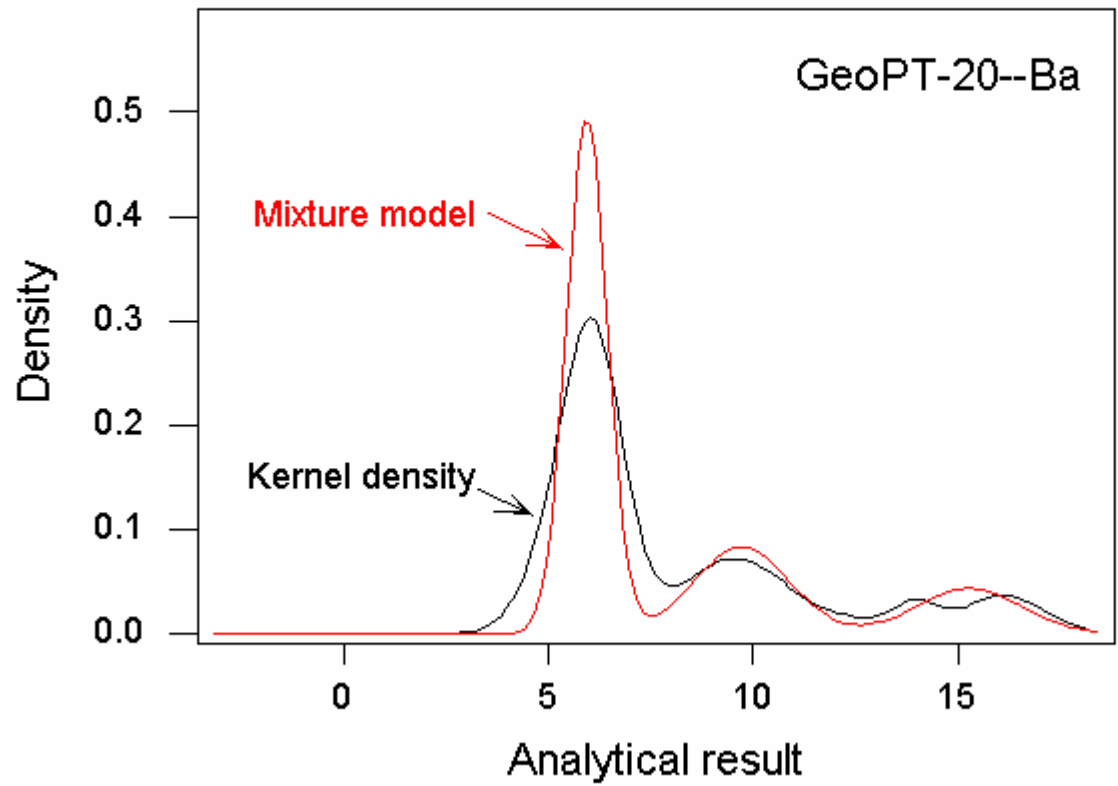 GeoPT-20--Ba
0.5
0.4
0.3
0.2
0.1
0.0
Density
Mixture model
Kernel density
0 5 10 15
Analytical result